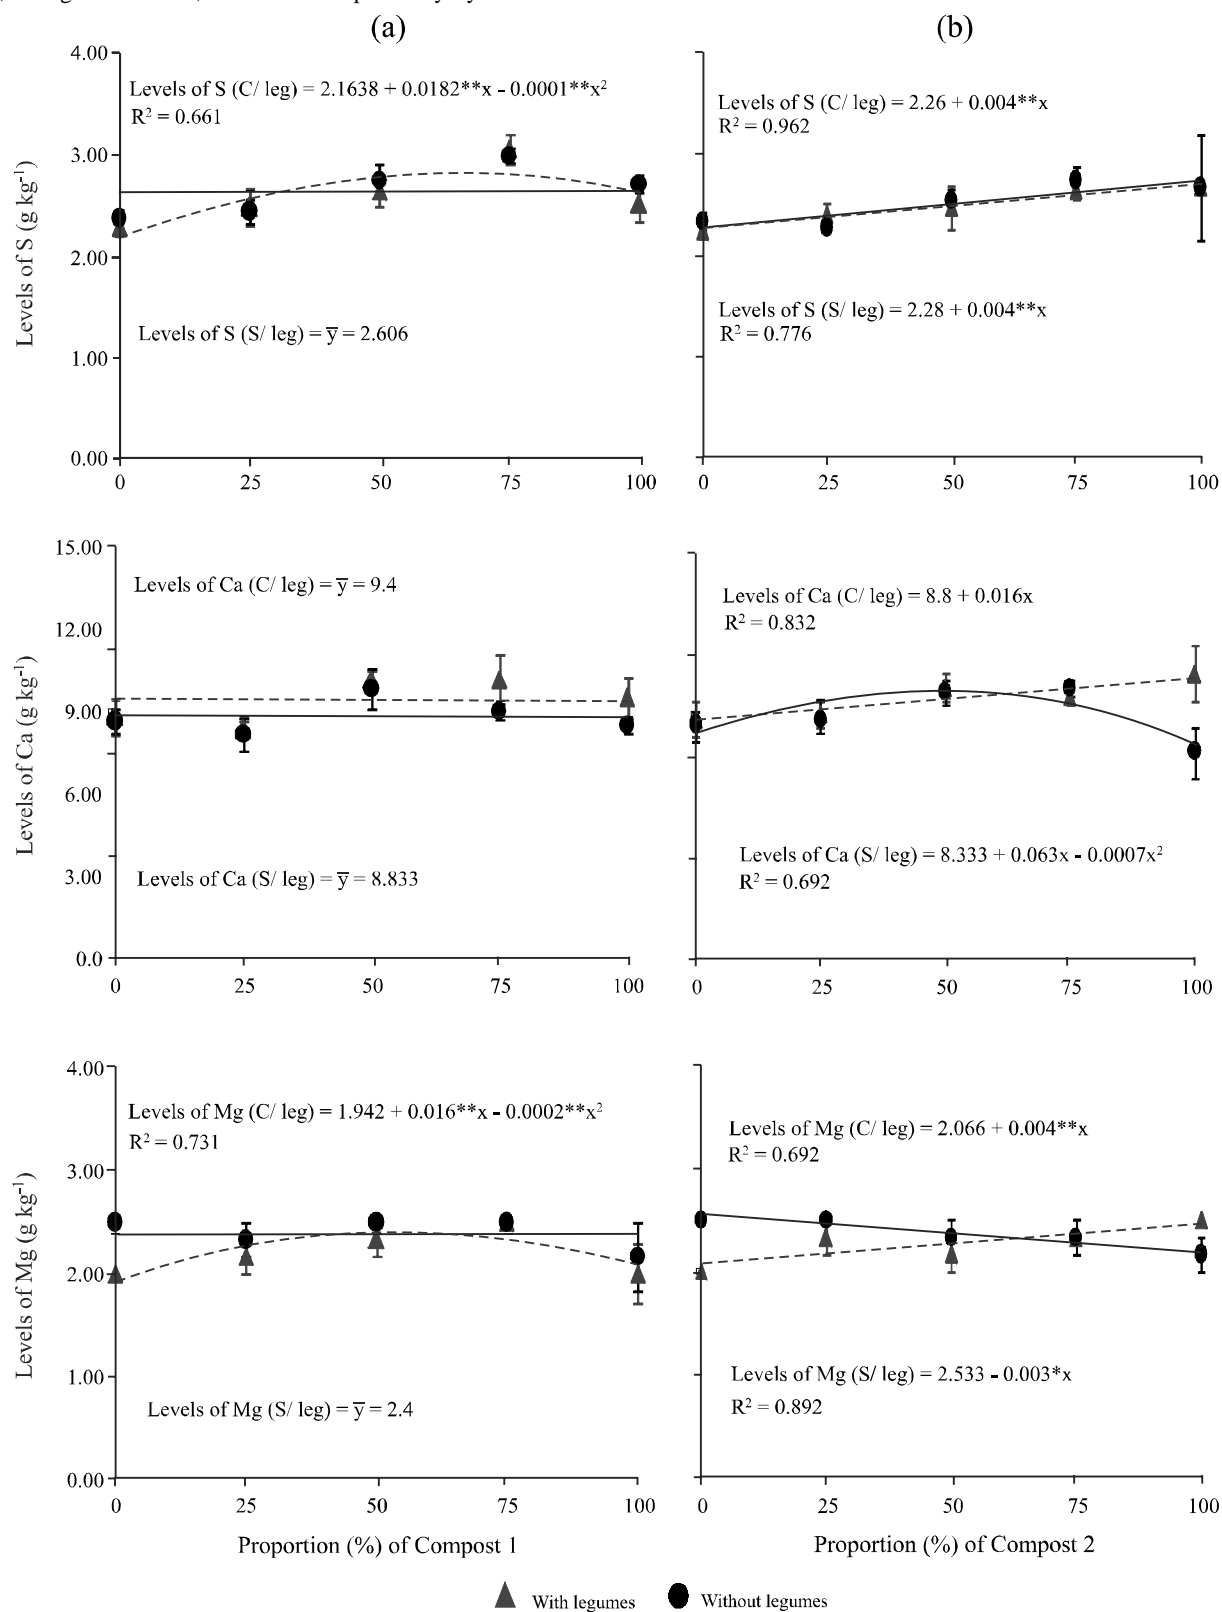 (a)
(b)
Levels of S (g kg⁻¹)
4.00
3.00
2.00
1.00
0.00
Levels of S (C/ leg) = 2.1638 + 0.0182**x - 0.0001**x²
R² = 0.661
Levels of S (S/ leg) = y̅ = 2.606
0 25 50 75 100
Levels of S (C/ leg) = 2.26 + 0.004**x
R² = 0.962
Levels of S (S/ leg) = 2.28 + 0.004**x
R² = 0.776
0 25 50 75 100
Levels of Ca (g kg⁻¹)
15.00
12.00
9.00
6.00
3.00
0.0
Levels of Ca (C/ leg) = y̅ = 9.4
Levels of Ca (S/ leg) = y̅ = 8.833
0 25 50 75 100
Levels of Ca (C/ leg) = 8.8 + 0.016x
R² = 0.832
Levels of Ca (S/ leg) = 8.333 + 0.063x - 0.0007x²
R² = 0.692
0 25 50 75 100
Levels of Mg (g kg⁻¹)
4.00
3.00
2.00
1.00
0.00
Levels of Mg (C/ leg) = 1.942 + 0.016**x - 0.0002**x²
R² = 0.731
Levels of Mg (S/ leg) = y̅ = 2.4
0 25 50 75 100
Proportion (%) of Compost 1
Levels of Mg (C/ leg) = 2.066 + 0.004**x
R² = 0.692
Levels of Mg (S/ leg) = 2.533 - 0.003*x
R² = 0.892
0 25 50 75 100
Proportion (%) of Compost 2
With legumes
Without legumes